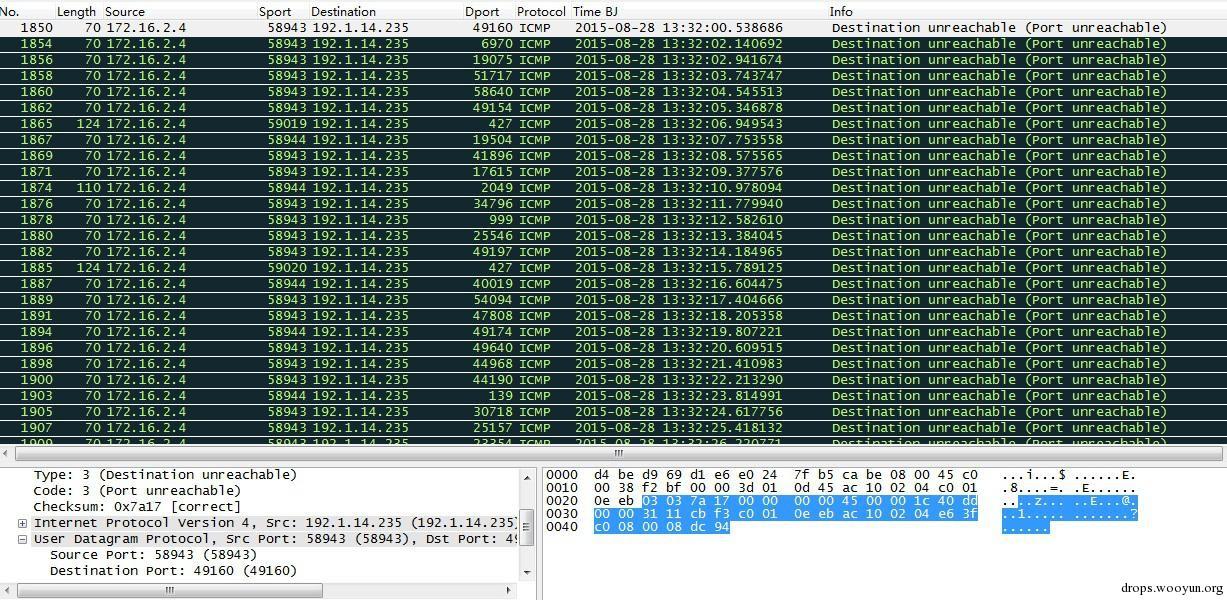 No. Length Source Sport Destination Dport Protocol Time BJ Info
1850 70 172.16.2.4 58943 192.1.14.235 49160 ICMP 2015-08-28 13:32:00.538686 Destination unreachable (Port unreachable)
1854 70 172.16.2.4 58943 192.1.14.235 6970 ICMP 2015-08-28 13:32:02.140692 Destination unreachable (Port unreachable)
1856 70 172.16.2.4 58943 192.1.14.235 19075 ICMP 2015-08-28 13:32:02.941674 Destination unreachable (Port unreachable)
1858 70 172.16.2.4 58943 192.1.14.235 51717 ICMP 2015-08-28 13:32:03.743747 Destination unreachable (Port unreachable)
1860 70 172.16.2.4 58943 192.1.14.235 58640 ICMP 2015-08-28 13:32:04.545513 Destination unreachable (Port unreachable)
1862 70 172.16.2.4 58943 192.1.14.235 49154 ICMP 2015-08-28 13:32:05.346878 Destination unreachable (Port unreachable)
1865 124 172.16.2.4 59019 192.1.14.235 427 ICMP 2015-08-28 13:32:06.949543 Destination unreachable (Port unreachable)
1867 70 172.16.2.4 58944 192.1.14.235 19504 ICMP 2015-08-28 13:32:07.753558 Destination unreachable (Port unreachable)
1869 70 172.16.2.4 58943 192.1.14.235 41896 ICMP 2015-08-28 13:32:08.575565 Destination unreachable (Port unreachable)
1871 70 172.16.2.4 58943 192.1.14.235 17615 ICMP 2015-08-28 13:32:09.377576 Destination unreachable (Port unreachable)
1874 110 172.16.2.4 58944 192.1.14.235 2049 ICMP 2015-08-28 13:32:10.978094 Destination unreachable (Port unreachable)
1876 70 172.16.2.4 58943 192.1.14.235 34796 ICMP 2015-08-28 13:32:11.779940 Destination unreachable (Port unreachable)
1878 70 172.16.2.4 58943 192.1.14.235 999 ICMP 2015-08-28 13:32:12.582610 Destination unreachable (Port unreachable)
1880 70 172.16.2.4 58943 192.1.14.235 25546 ICMP 2015-08-28 13:32:13.384045 Destination unreachable (Port unreachable)
1882 70 172.16.2.4 58943 192.1.14.235 49197 ICMP 2015-08-28 13:32:14.184965 Destination unreachable (Port unreachable)
1885 124 172.16.2.4 59020 192.1.14.235 427 ICMP 2015-08-28 13:32:15.789125 Destination unreachable (Port unreachable)
1887 70 172.16.2.4 58944 192.1.14.235 40019 ICMP 2015-08-28 13:32:16.604475 Destination unreachable (Port unreachable)
1889 70 172.16.2.4 58943 192.1.14.235 54094 ICMP 2015-08-28 13:32:17.404666 Destination unreachable (Port unreachable)
1891 70 172.16.2.4 58943 192.1.14.235 47808 ICMP 2015-08-28 13:32:18.205358 Destination unreachable (Port unreachable)
1894 70 172.16.2.4 58944 192.1.14.235 49174 ICMP 2015-08-28 13:32:19.807221 Destination unreachable (Port unreachable)
1896 70 172.16.2.4 58943 192.1.14.235 49640 ICMP 2015-08-28 13:32:20.609515 Destination unreachable (Port unreachable)
1898 70 172.16.2.4 58943 192.1.14.235 44968 ICMP 2015-08-28 13:32:21.410983 Destination unreachable (Port unreachable)
1900 70 172.16.2.4 58943 192.1.14.235 44190 ICMP 2015-08-28 13:32:22.213290 Destination unreachable (Port unreachable)
1903 70 172.16.2.4 58944 192.1.14.235 139 ICMP 2015-08-28 13:32:23.814991 Destination unreachable (Port unreachable)
1905 70 172.16.2.4 58943 192.1.14.235 30718 ICMP 2015-08-28 13:32:24.617756 Destination unreachable (Port unreachable)
1907 70 172.16.2.4 58943 192.1.14.235 25157 ICMP 2015-08-28 13:32:25.418132 Destination unreachable (Port unreachable)
1909 70 172.16.2.4 58943 192.1.14.235 23354 ICMP 2015-08-28 13:32:26.220771 Destination unreachable (Port unreachable)
Type: 3 (Destination unreachable)
Code: 3 (Port unreachable)
Checksum: 0x7a17 [correct]
Internet Protocol Version 4, Src: 192.1.14.235 (192.1.14.235)
User Datagram Protocol, Src Port: 58943 (58943), Dst Port: 49
Source Port: 58943 (58943)
Destination Port: 49160 (49160)
0000 d4 be d9 69 d1 e6 e0 24 7f b5 ca be 08 00 45 c0 ...i...$ ......E.
0010 00 38 f2 bf 00 00 3d 01 0d 45 ac 10 02 04 c0 01 .8....=. .E......
0020 0e eb 03 03 7a 17 00 00 00 00 45 00 00 1c 40 dd ....z... ..E...@.
0030 00 00 31 11 cb f3 c0 01 0e eb ac 10 02 04 e6 3f ..1..... .......?
0040 c0 08 00 08 dc 94 ......
drops.wooyun.org